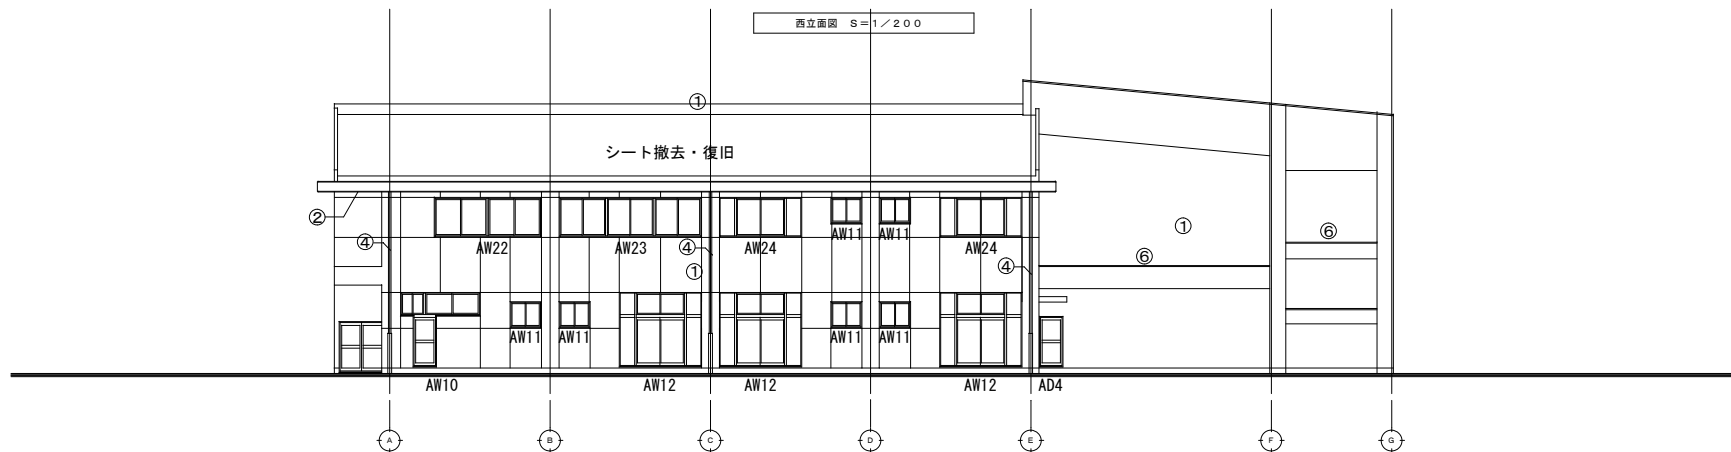 西立面図 S=1/200
①
シート撤去・復旧
②
④
AW22
AW23
④
①
AW24
AW11
AW11
AW24
④
①
⑥
⑥
AW11
AW11
AW11
AW11
AW10
AW12
AW12
AW12
AD4
A
B
C
D
E
F
G